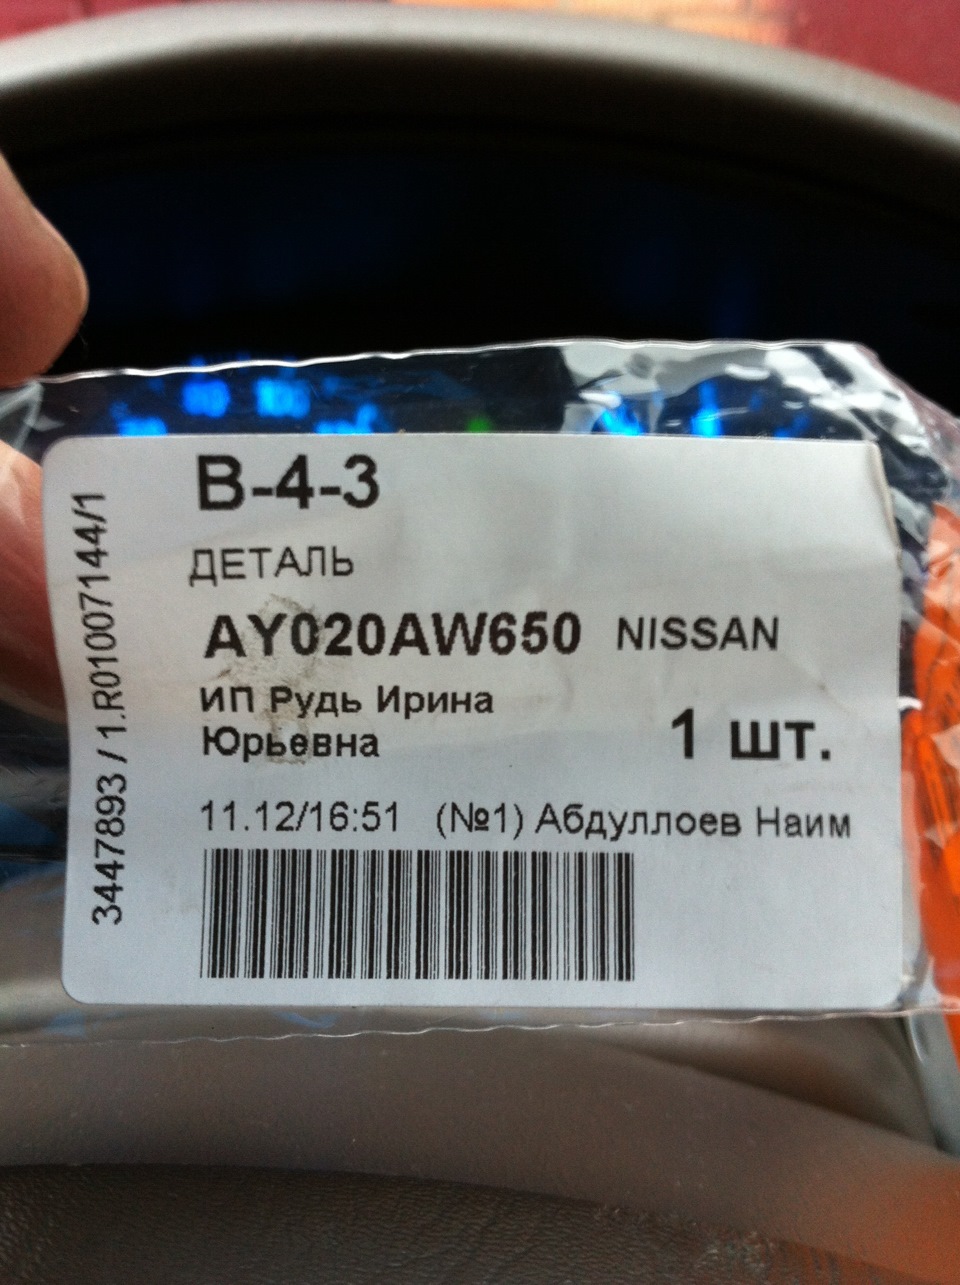 B-4-3
ДЕТАЛЬ
AY020AW650 NISSAN
ИП Рудь Ирина
Юрьевна
1 шт.
11.12/16:51 (№1) Абдуллоев Наим
3447893 / 1.R01007144/1